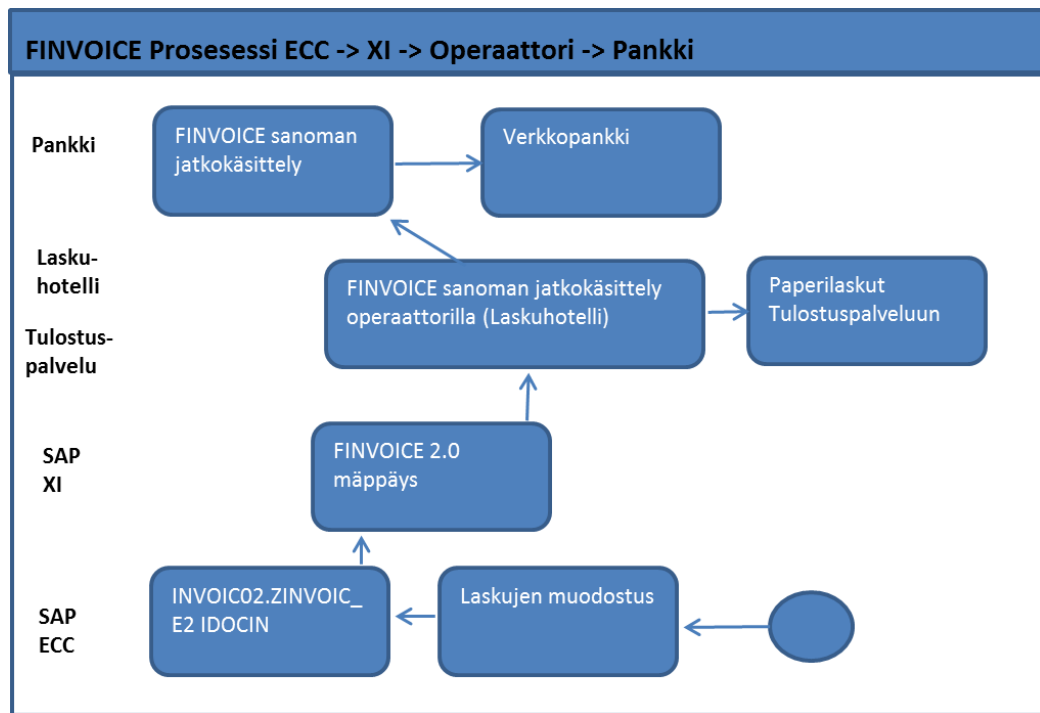 FINVOICE Prosesessi ECC -> XI -> Operaattori -> Pankki
Pankki
FINVOICE sanoman
jatkokäsittely
Verkkopankki
Lasku-
hotelli
FINVOICE sanoman jatkokäsittely
operaattorilla (Laskuhotelli)
Paperilaskut
Tulostuspalveluun
Tulostus-
palvelu
SAP
XI
FINVOICE 2.0
mäppäys
SAP
ECC
INVOIC02.ZINVOIC_
E2 IDOCIN
Laskujen muodostus